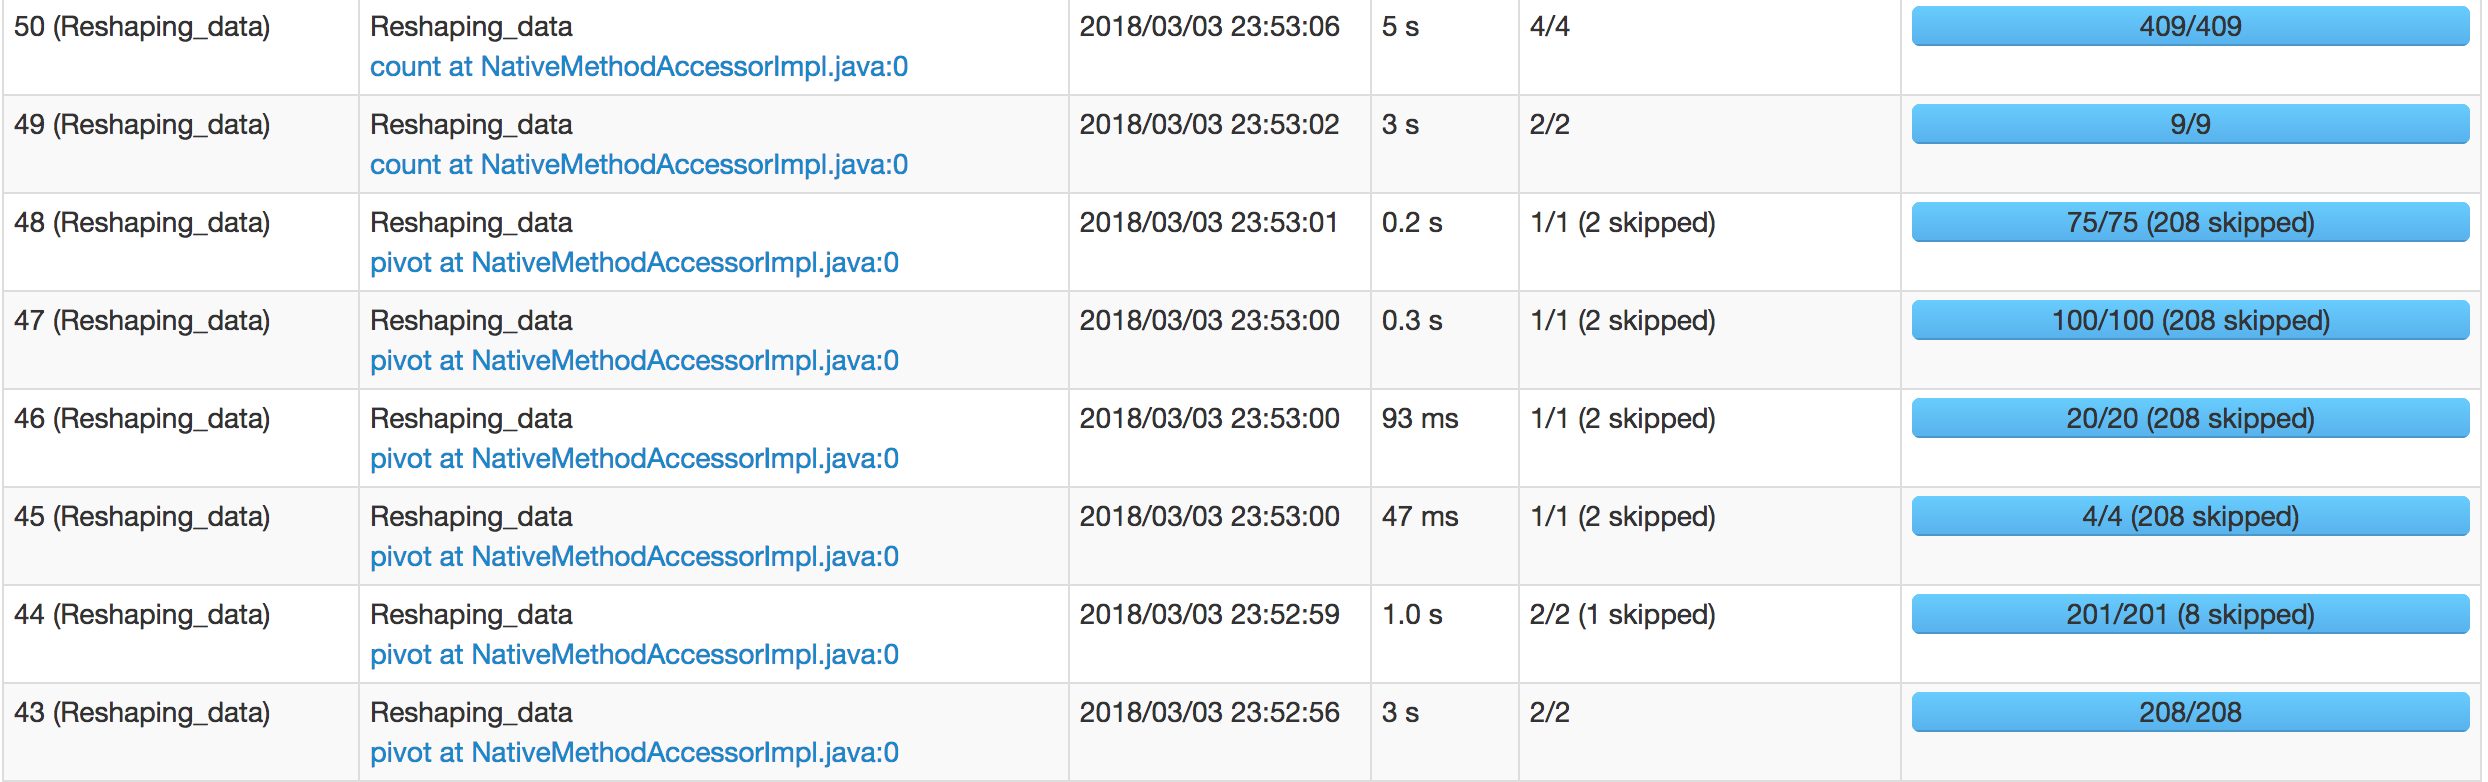 50 (Reshaping_data) Reshaping_data 2018/03/03 23:53:06 5 s 4/4 409/409
count at NativeMethodAccessorImpl.java:0
49 (Reshaping_data) Reshaping_data 2018/03/03 23:53:02 3 s 2/2 9/9
count at NativeMethodAccessorImpl.java:0
48 (Reshaping_data) Reshaping_data 2018/03/03 23:53:01 0.2 s 1/1 (2 skipped) 75/75 (208 skipped)
pivot at NativeMethodAccessorImpl.java:0
47 (Reshaping_data) Reshaping_data 2018/03/03 23:53:00 0.3 s 1/1 (2 skipped) 100/100 (208 skipped)
pivot at NativeMethodAccessorImpl.java:0
46 (Reshaping_data) Reshaping_data 2018/03/03 23:53:00 93 ms 1/1 (2 skipped) 20/20 (208 skipped)
pivot at NativeMethodAccessorImpl.java:0
45 (Reshaping_data) Reshaping_data 2018/03/03 23:53:00 47 ms 1/1 (2 skipped) 4/4 (208 skipped)
pivot at NativeMethodAccessorImpl.java:0
44 (Reshaping_data) Reshaping_data 2018/03/03 23:52:59 1.0 s 2/2 (1 skipped) 201/201 (8 skipped)
pivot at NativeMethodAccessorImpl.java:0
43 (Reshaping_data) Reshaping_data 2018/03/03 23:52:56 3 s 2/2 208/208
pivot at NativeMethodAccessorImpl.java:0